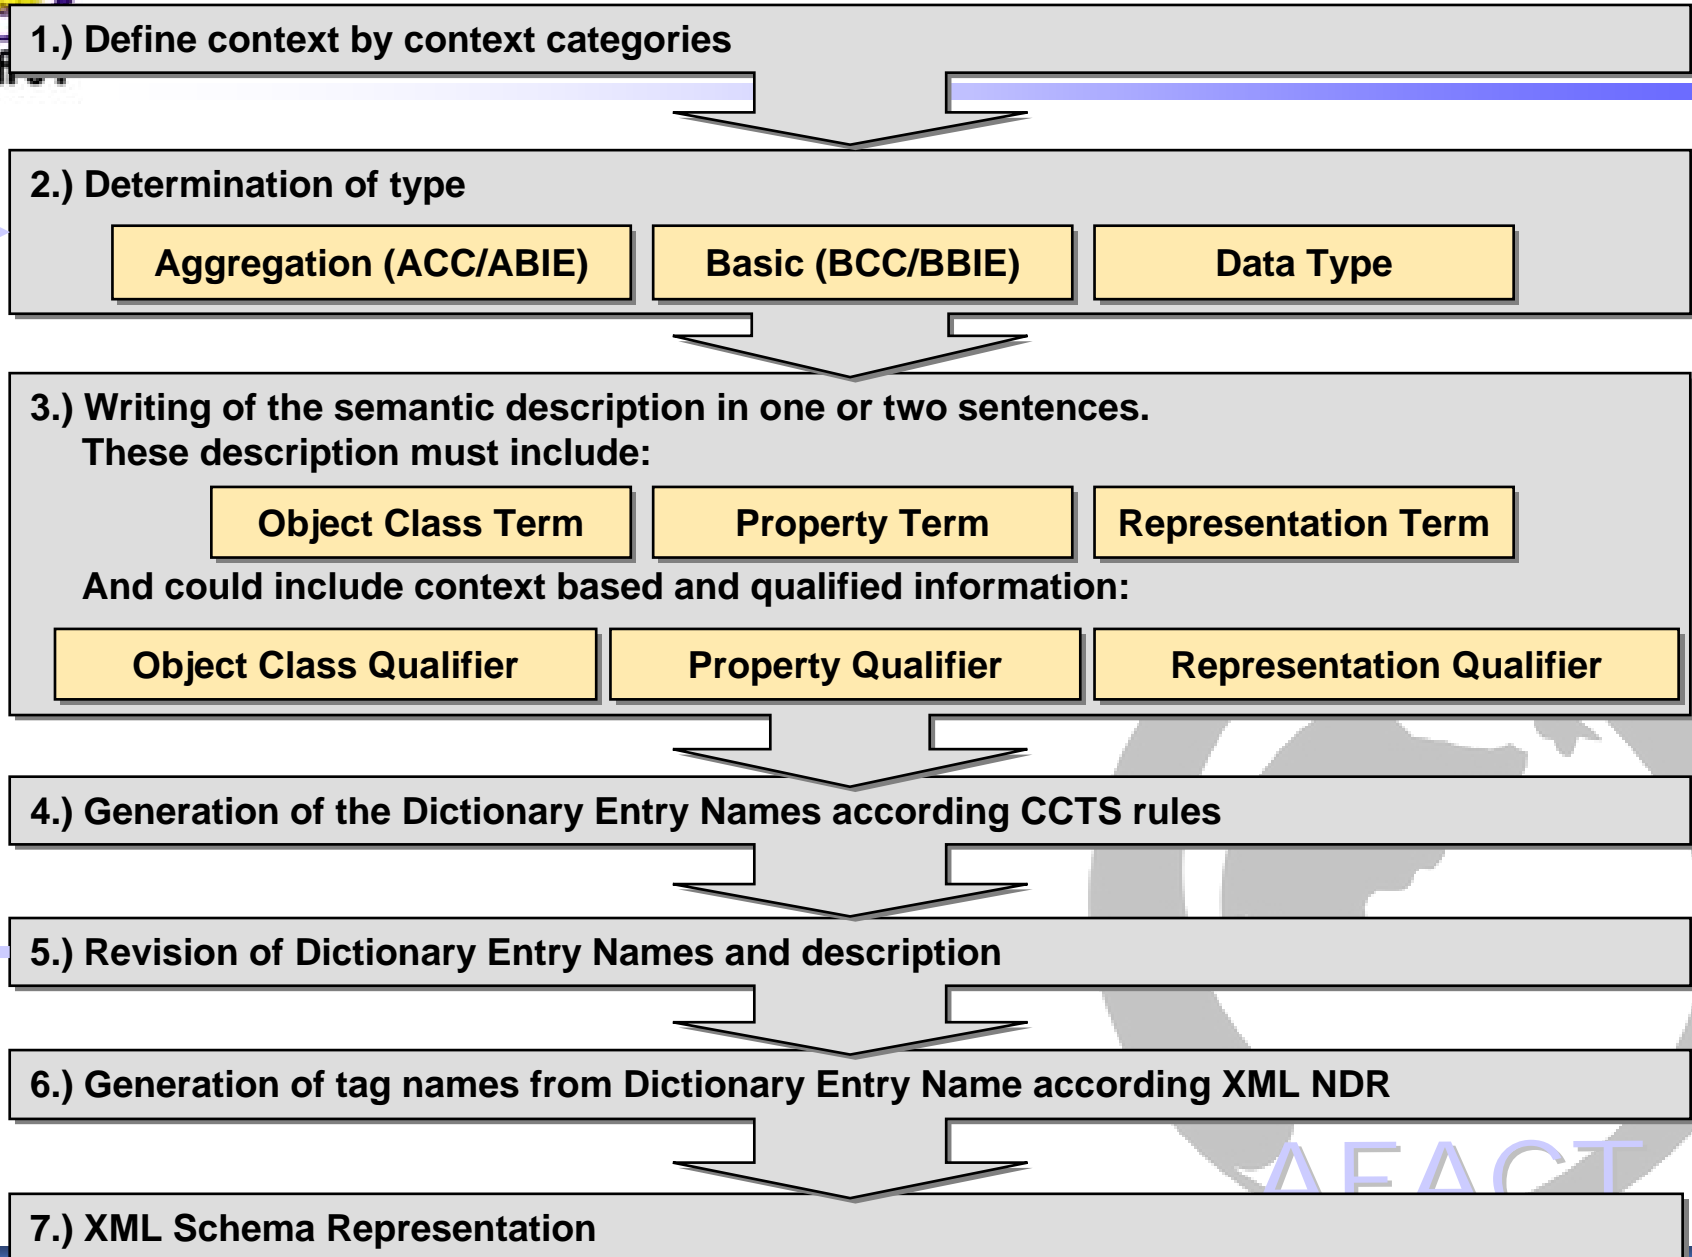 1.) Define context by context categories
2.) Determination of type
Aggregation (ACC/ABIE)
Basic (BCC/BBIE)
Data Type
3.) Writing of the semantic description in one or two sentences.
These description must include:
Object Class Term
Property Term
Representation Term
And could include context based and qualified information:
Object Class Qualifier
Property Qualifier
Representation Qualifier
4.) Generation of the Dictionary Entry Names according CCTS rules
5.) Revision of Dictionary Entry Names and description
6.) Generation of tag names from Dictionary Entry Name according XML NDR
AFACT
7.) XML Schema Representation